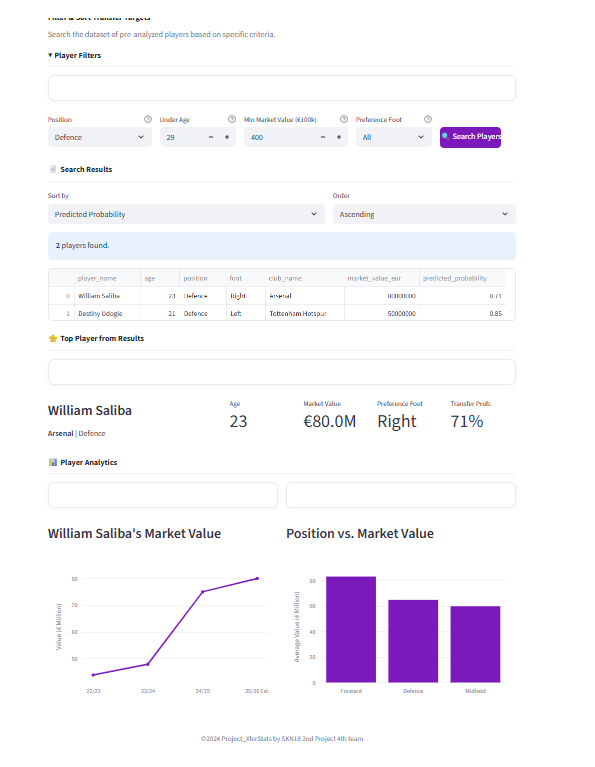 Filter & Sort Transfer Targets
Search the dataset of pre-analyzed players based on specific criteria.
▾ Player Filters
Position
Under Age
Min Market Value (€100k)
Preference Foot
Defence
29
400
All
Search Players
Search Results
Sort by
Order
Predicted Probability
Ascending
2 players found.
player_name age position foot club_name market_value_eur predicted_probability
0 William Saliba 23 Defence Right Arsenal 80000000 0.71
1 Destiny Udogie 21 Defence Left Tottenham Hotspur 50000000 0.85
Top Player from Results
William Saliba
Arsenal | Defence
Age
23
Market Value
€80.0M
Preference Foot
Right
Transfer Prob.
71%
Player Analytics
William Saliba's Market Value
Value (€ Million)
80
70
60
50
22/23 23/24 24/25 25/26 Est.
Position vs. Market Value
Average Value (€ Million)
80
60
40
20
0
Forward Defence Midfield
©2024 Project_XferStats by SKN18 2nd Project 4th team